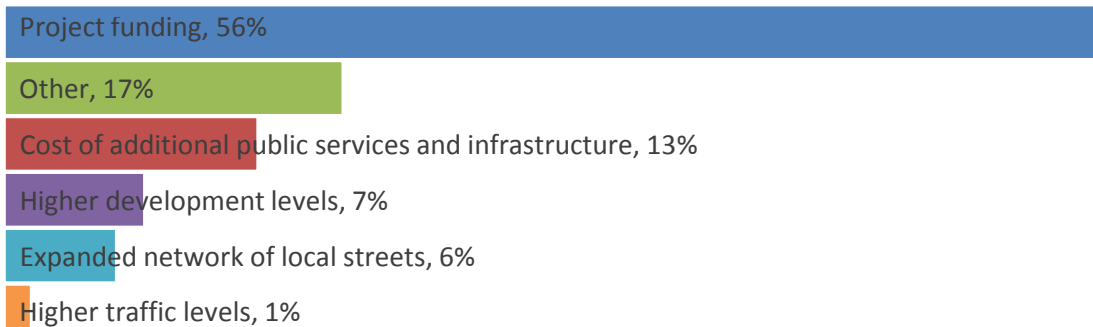 Project funding, 56%
Other, 17%
Cost of additional public services and infrastructure, 13%
Higher development levels, 7%
Expanded network of local streets, 6%
Higher traffic levels, 1%